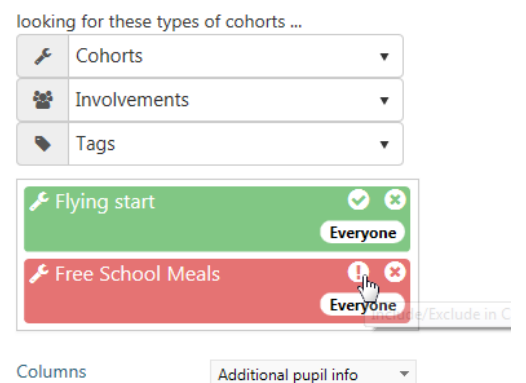 looking for these types of cohorts ...
Cohorts
Involvements
Tags
Flying start
Everyone
Free School Meals
Everyone
Include/Exclude in C
Columns
Additional pupil info